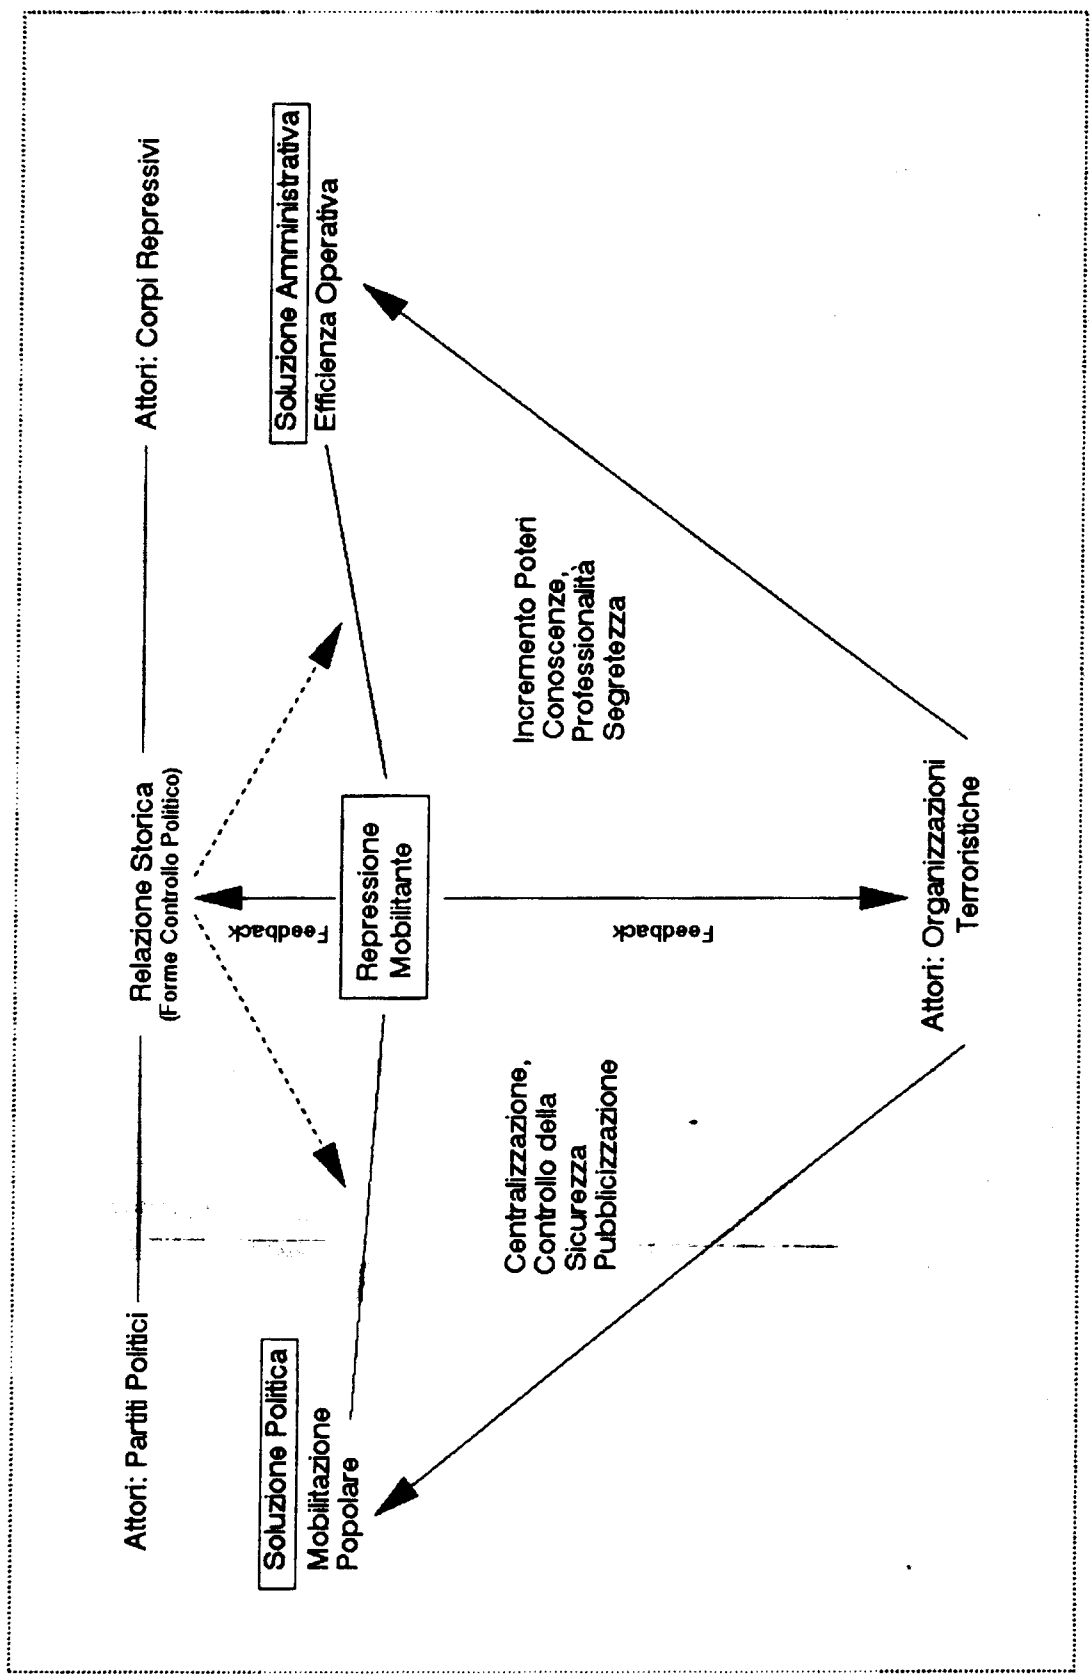 Attori: Partiti Politici
Relazione Storica
(Forme Controllo Politico)
Attori: Corpi Repressivi
Soluzione Politica
Mobilitazione
Popolare
Feedback
Repressione
Mobilitante
Soluzione Amministrativa
Efficienza Operativa
Centralizzazione,
Controllo della
Sicurezza
Pubblicizzazione
Feedback
Incremento Poteri
Conoscenze,
Professionalità
Segretezza
Attori: Organizzazioni
Terroristiche